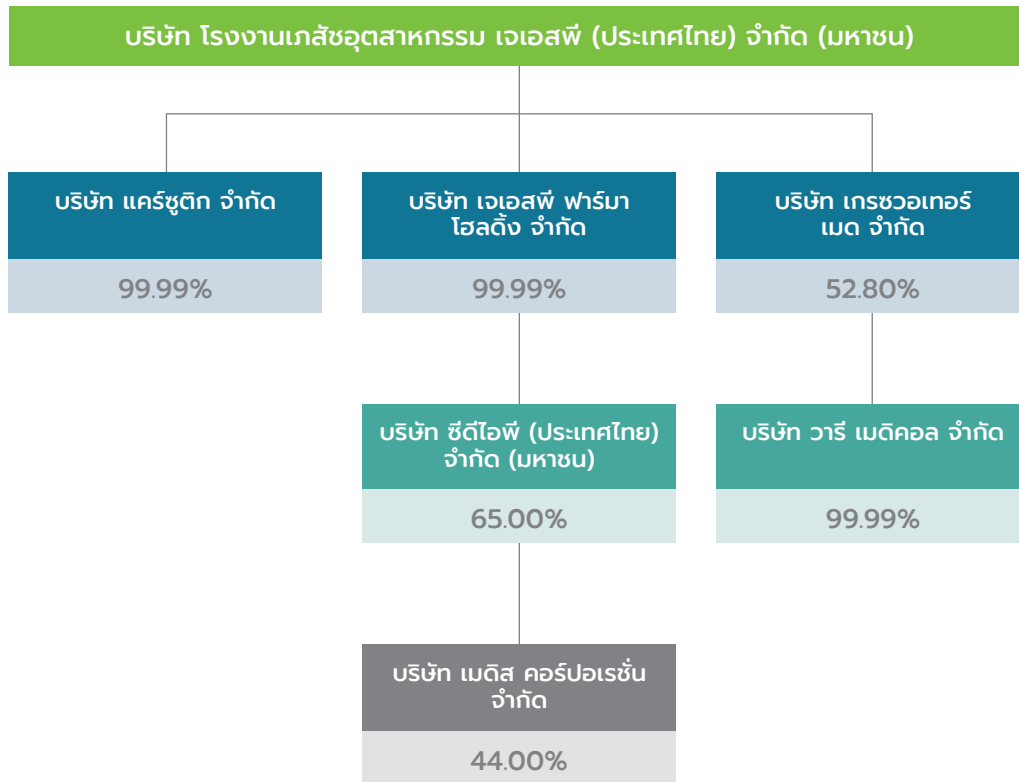 บริษัท โรงงานเภสัชอุตสาหกรรม เจเอสพี (ประเทศไทย) จำกัด (มหาชน)
บริษัท แคร์ซูติก จำกัด
99.99%
บริษัท เจเอสพี ฟาร์มา
โฮลดิ้ง จำกัด
99.99%
บริษัท เกรซวอเทอร์
เมด จำกัด
52.80%
บริษัท ซีดีไอพี (ประเทศไทย)
จำกัด (มหาชน)
65.00%
บริษัท วารี เมดิคอล จำกัด
99.99%
บริษัท เมดิส คอร์ปอเรชั่น
จำกัด
44.00%